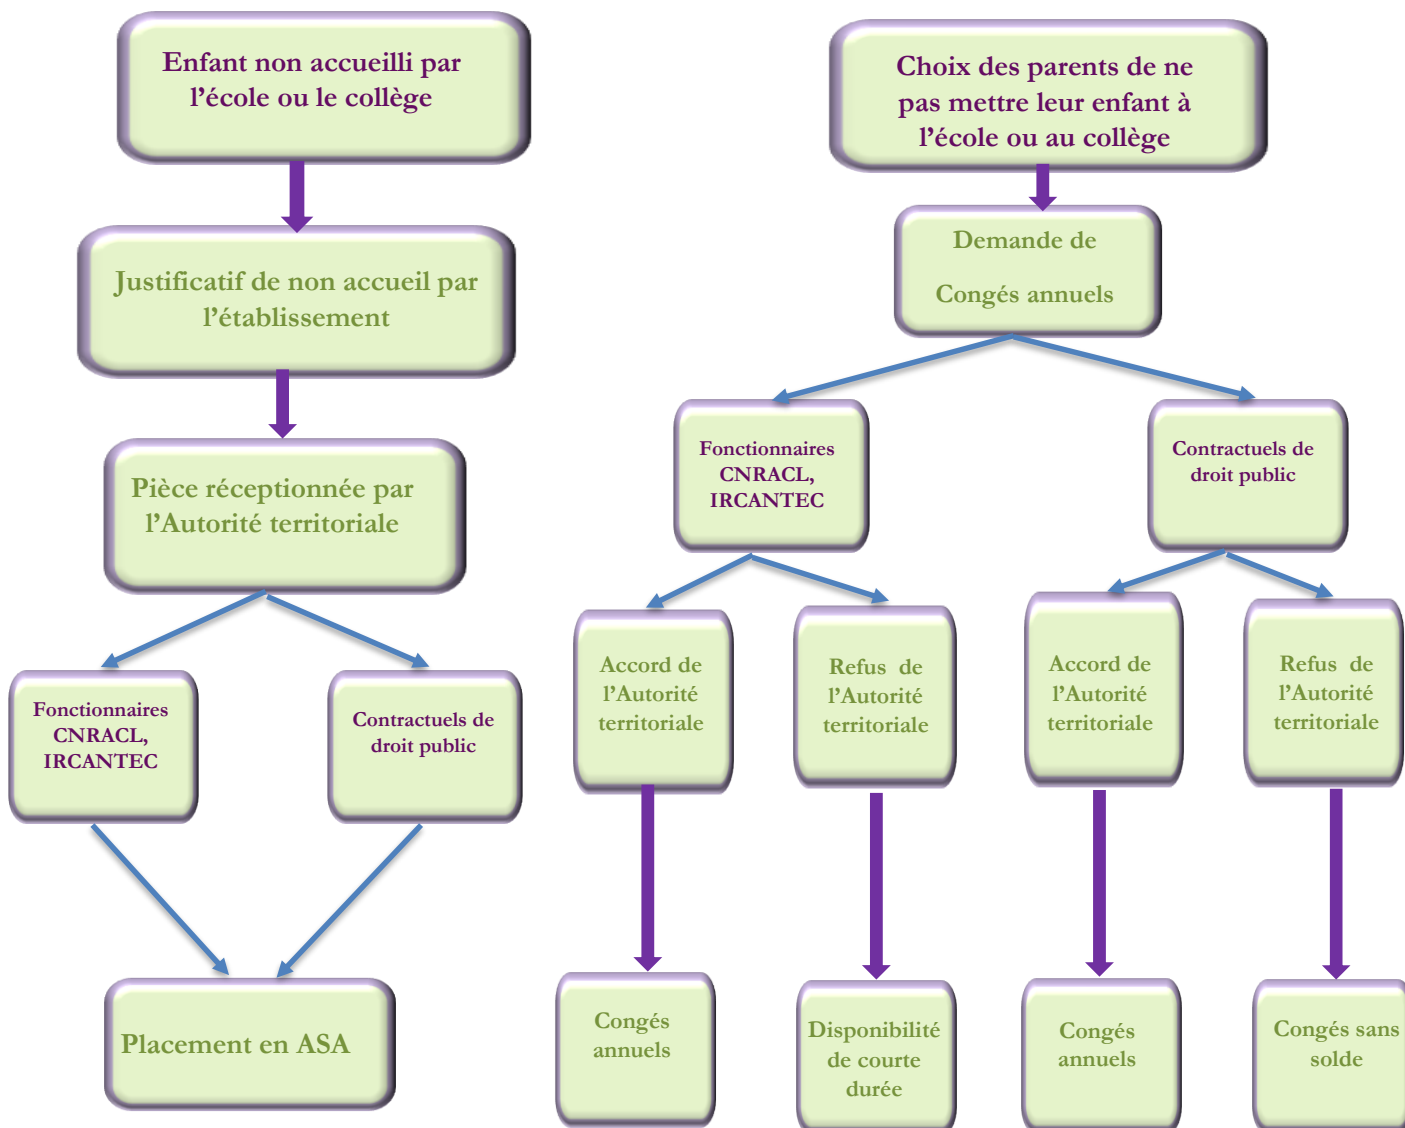 Enfant non accueilli par
l’école ou le collège
Justificatif de non accueil par
l’établissement
Pièce réceptionnée par
l’Autorité territoriale
Fonctionnaires
CNRACL,
IRCANTEC
Contractuels de
droit public
Placement en ASA
Choix des parents de ne
pas mettre leur enfant à
l’école ou au collège
Demande de
Congés annuels
Fonctionnaires
CNRACL,
IRCANTEC
Contractuels de
droit public
Accord de
l’Autorité
territoriale
Refus de
l’Autorité
territoriale
Accord de
l’Autorité
territoriale
Refus de
l’Autorité
territoriale
Congés
annuels
Disponibilité
de courte
durée
Congés
annuels
Congés sans
solde